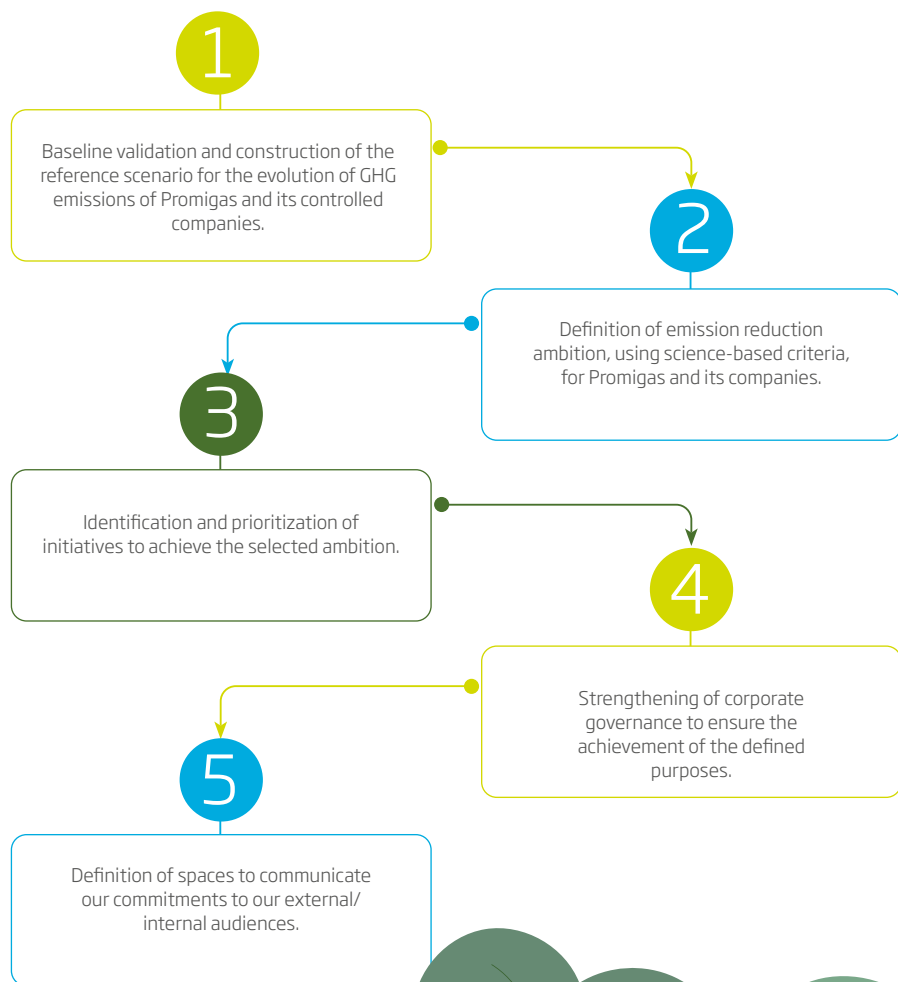 1
Baseline validation and construction of the
reference scenario for the evolution of GHG
emissions of Promigas and its controlled
companies.
2
Definition of emission reduction
ambition, using science-based criteria,
for Promigas and its companies.
3
Identification and prioritization of
initiatives to achieve the selected ambition.
4
Strengthening of corporate
governance to ensure the
achievement of the defined
purposes.
5
Definition of spaces to communicate
our commitments to our external/
internal audiences.